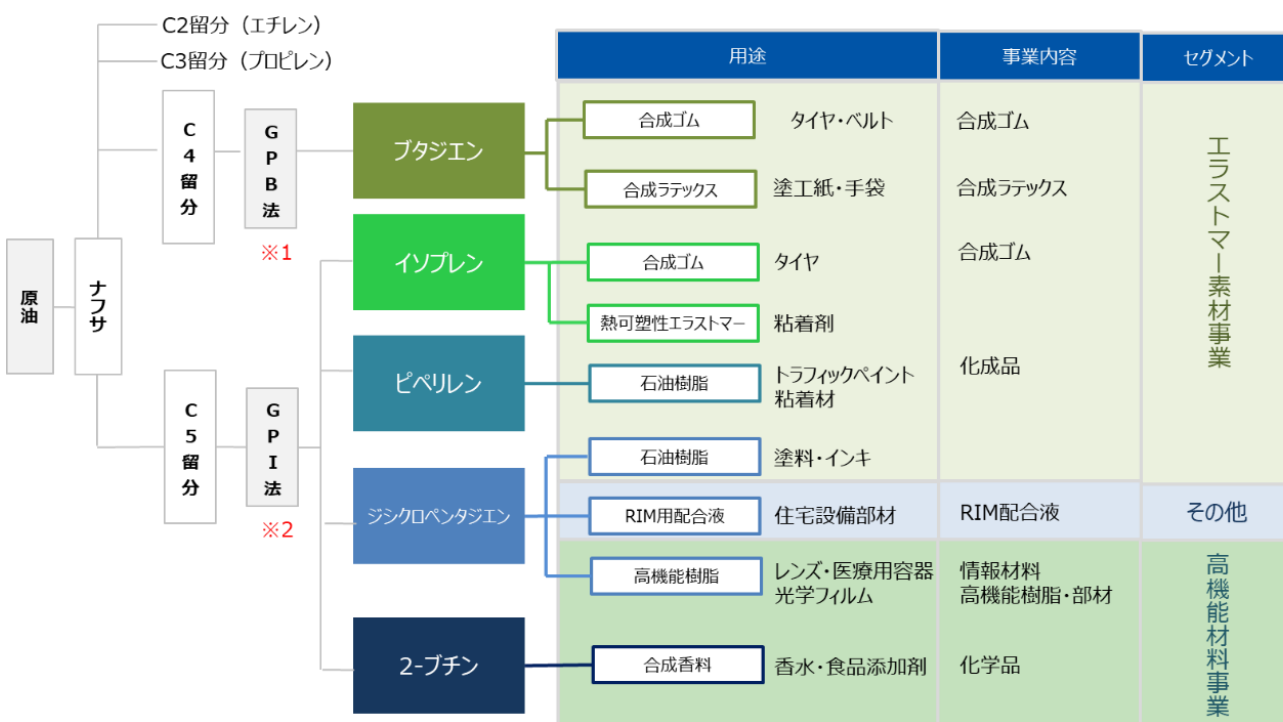 C2留分（エチレン）
C3留分（プロピレン）
用途
事業内容
セグメント
原油
ナフサ
C4留分
GPB法
※1
C5留分
GPI法
※2
ブタジエン
合成ゴム
タイヤ・ベルト
合成ゴム
合成ラテックス
塗工紙・手袋
合成ラテックス
イソプレン
合成ゴム
タイヤ
合成ゴム
熱可塑性エラストマー
粘着剤
ピペリレン
石油樹脂
トラフィックペイント
粘着材
化成品
エラストマー素材事業
ジシクロペンタジエン
石油樹脂
塗料・インキ
RIM用配合液
住宅設備部材
RIM配合液
その他
高機能樹脂
レンズ・医療用容器
光学フィルム
情報材料
高機能樹脂・部材
2-ブチン
合成香料
香水・食品添加剤
化学品
高機能材料事業